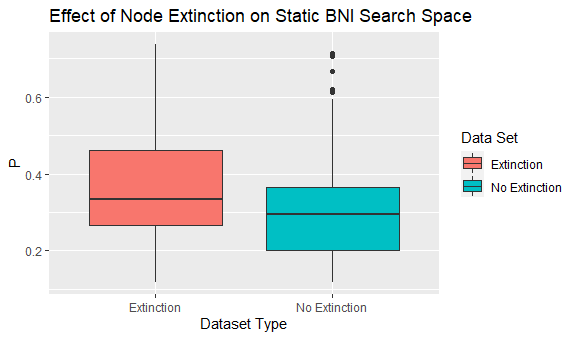 Effect of Node Extinction on Static BNI Search Space
P
0.6
0.4
0.2
Extinction
No Extinction
Dataset Type
Data Set
Extinction
No Extinction